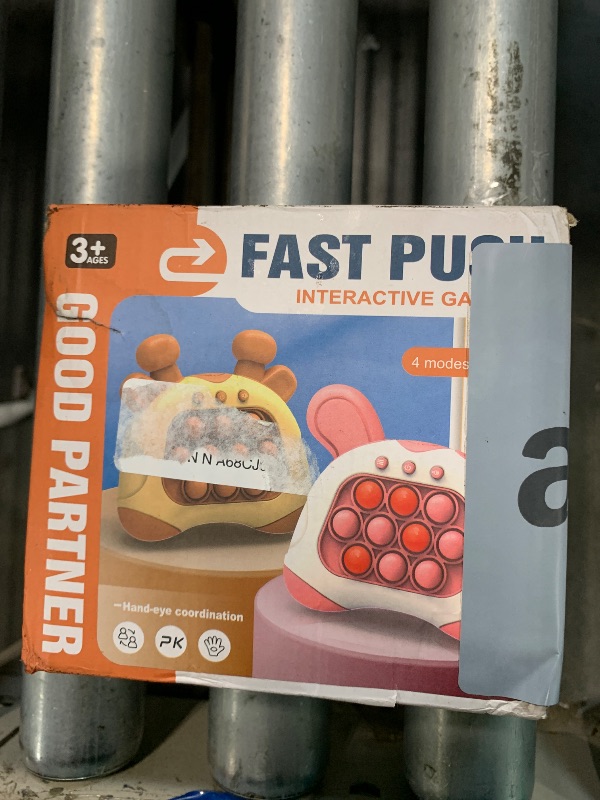 3+
AGES
FAST PU
INTERACTIVE GA
GOOD PARTNER
4 modes
a
-Hand-eye coordination
PK